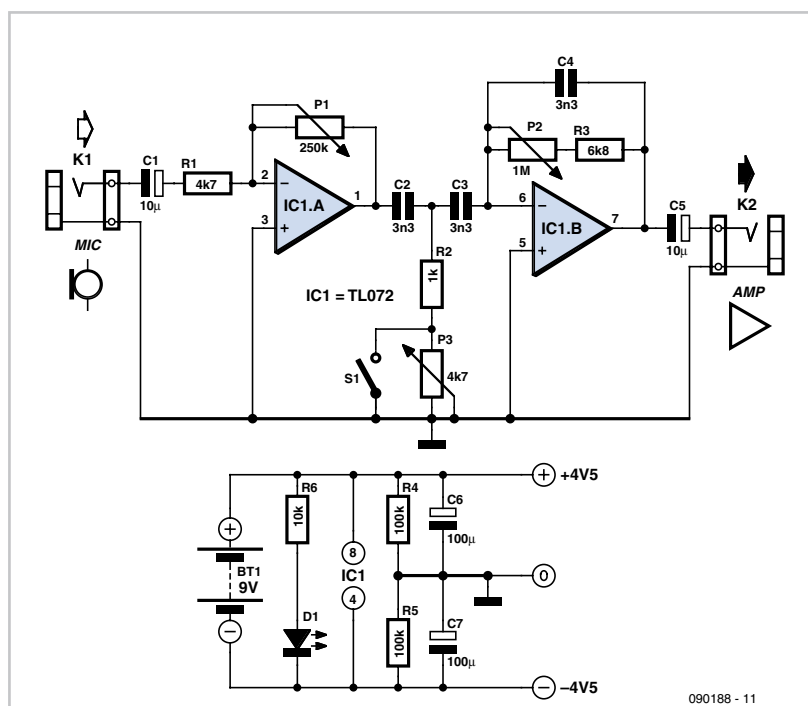 C4
3n3
P1
250k
P2
1M
R3
6k8
K1
C1
10µ
R1
4k7
2
3
1
IC1.A
C2
3n3
C3
3n3
6
5
7
IC1.B
C5
10µ
K2
MIC
R2
1k
IC1 = TL072
AMP
S1
P3
4k7
+4V5
R6
10k
R4
100k
C6
100µ
BT1
9V
8
IC1
4
0
D1
R5
100k
C7
100µ
–4V5
090188 - 11